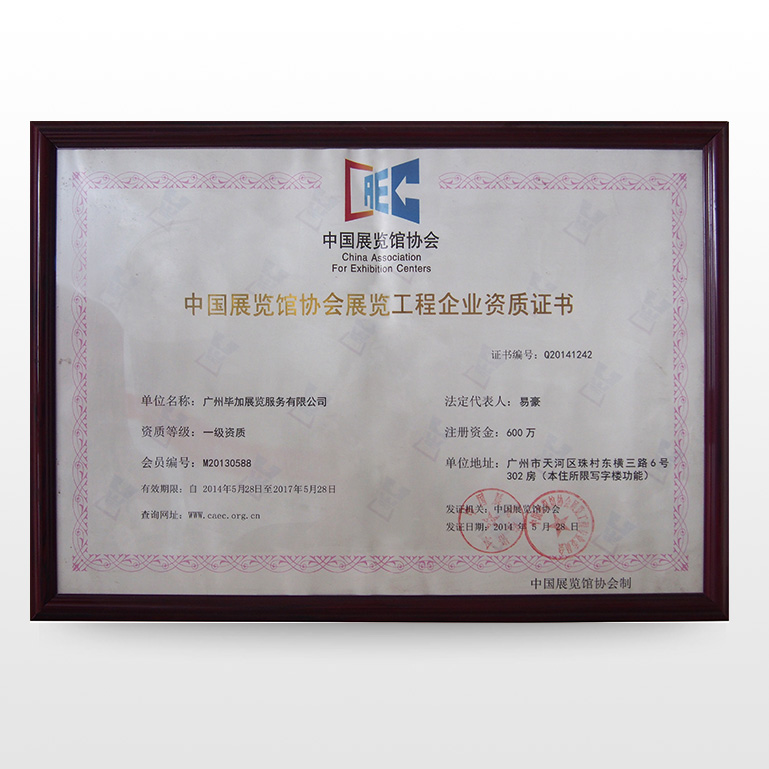 CAEC
中国展览馆协会
China Association
For Exhibition Centers
中国展览馆协会展览工程企业资质证书
证书编号：Q20141242
单位名称：广州毕加展览服务有限公司
法定代表人：易豪
资质等级：一级资质
注册资金：600万
会员编号：M20130588
单位地址：广州市天河区珠村东横三路6号
302房（本住所限写字楼功能）
有效期限：自 2014年5月28日至2017年5月28日
查询网址：WWW.caec.org.cn
发证机关：中国展览馆协会
发证日期：2014 年 5 月 28 日
中国展览馆协会制